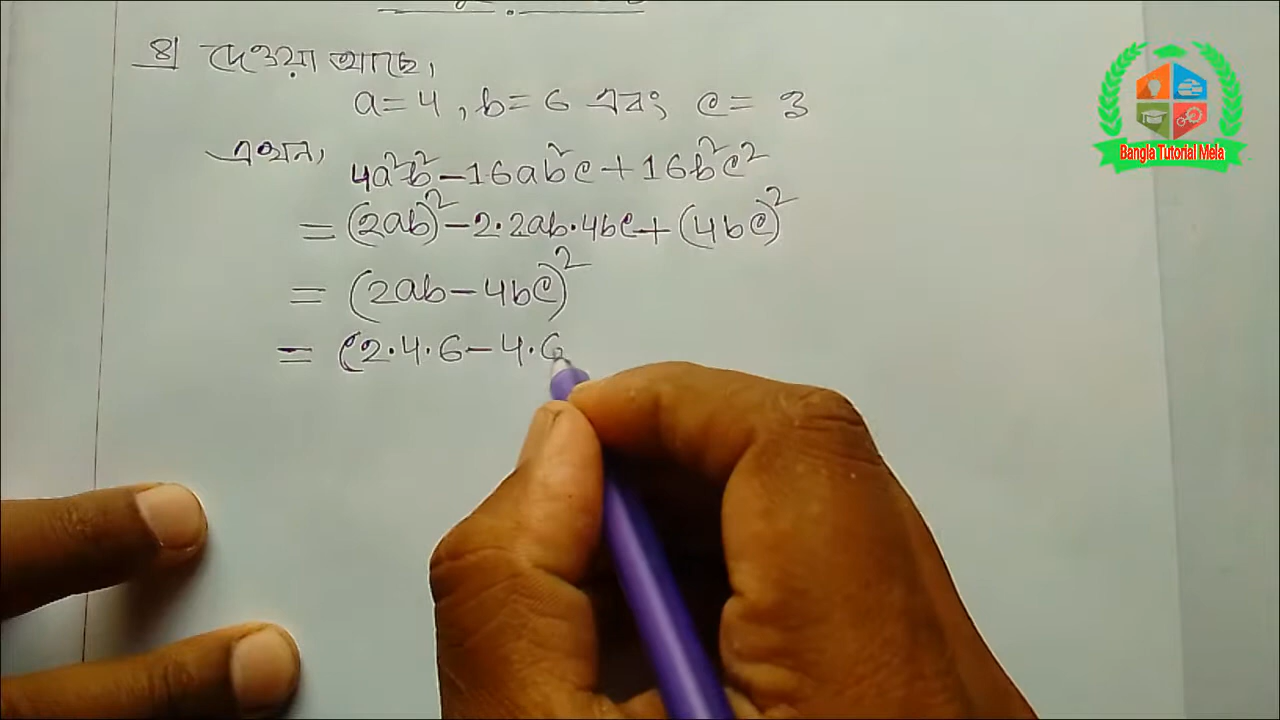 ৪| দেওয়া আছে,
a = 4 , b = 6 এবং c = 3
এখন, 4a²b² - 16ab²c + 16b²c²
= (2ab)² - 2·2ab·4bc + (4bc)²
= (2ab - 4bc)²
= (2·4·6 - 4·6
Bangla Tutorial Mela